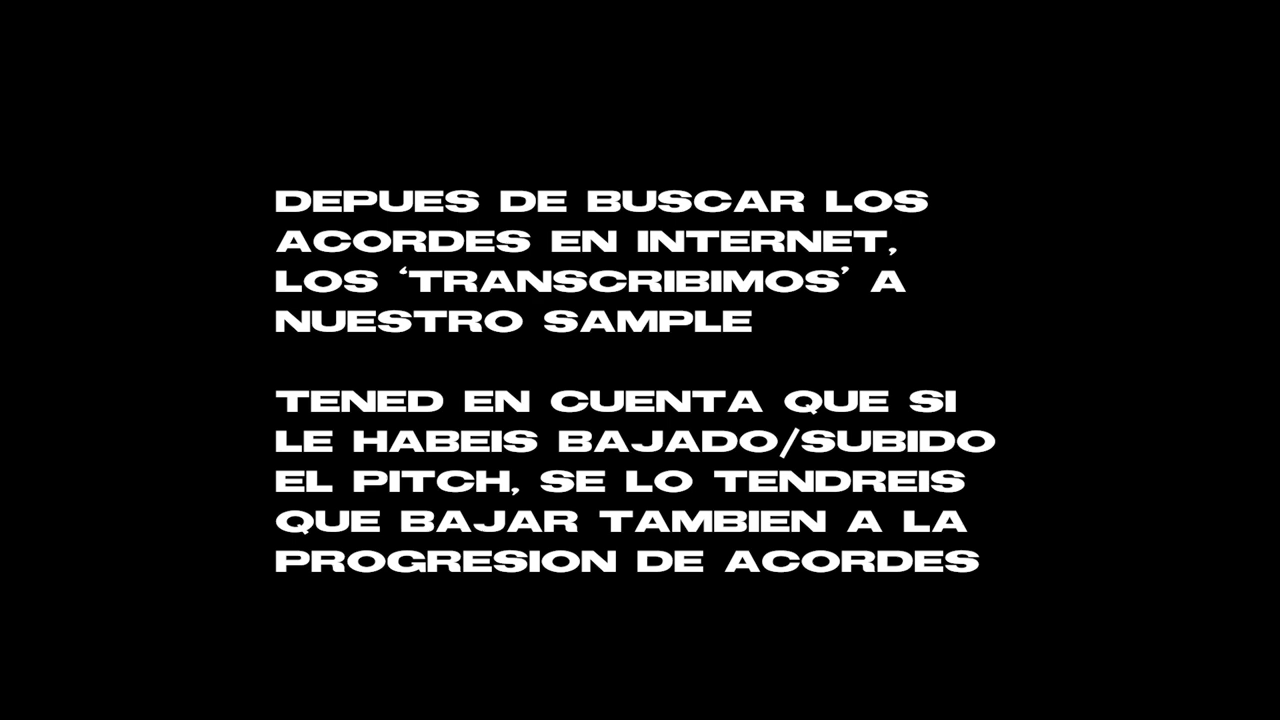 DEPUES DE BUSCAR LOS
ACORDES EN INTERNET,
LOS ‘TRANSCRIBIMOS’ A
NUESTRO SAMPLE
TENED EN CUENTA QUE SI
LE HABEIS BAJADO/SUBIDO
EL PITCH, SE LO TENDREIS
QUE BAJAR TAMBIEN A LA
PROGRESION DE ACORDES